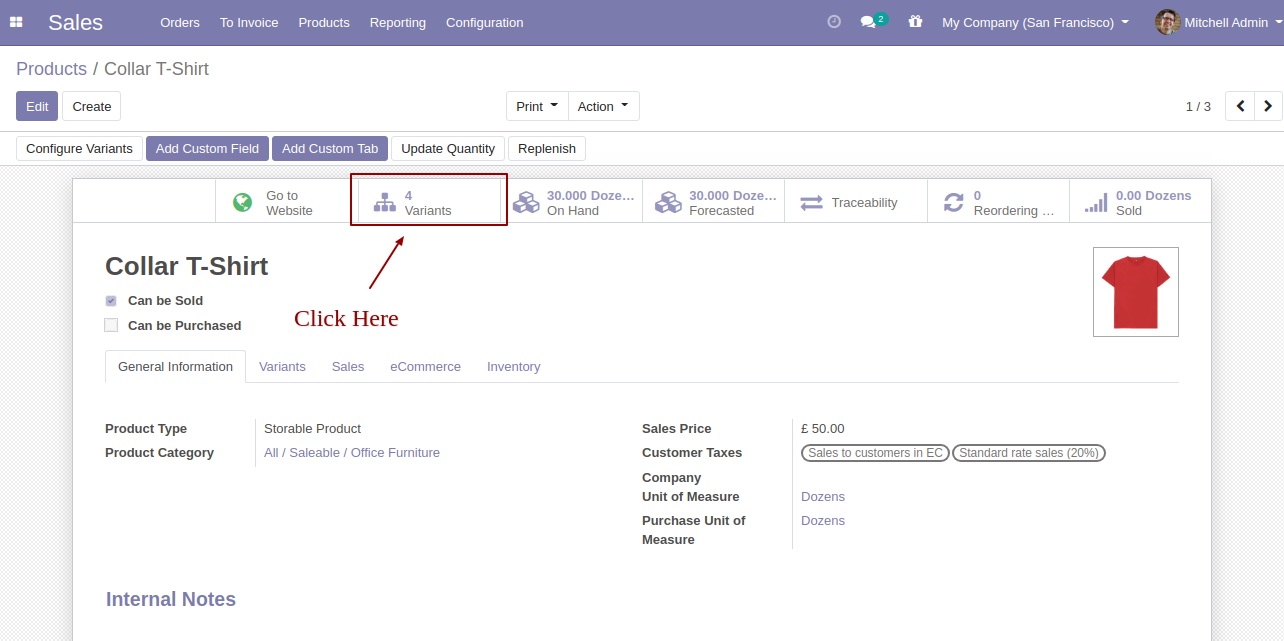 Sales Orders To Invoice Products Reporting Configuration 2 My Company (San Francisco) Mitchell Admin
Products / Collar T-Shirt
Edit Create Print Action 1 / 3
Configure Variants Add Custom Field Add Custom Tab Update Quantity Replenish
Go to
Website
4
Variants
30.000 Doze...
On Hand
30.000 Doze...
Forecasted
Traceability
0
Reordering ...
0.00 Dozens
Sold
Collar T-Shirt
Can be Sold
Can be Purchased
Click Here
General Information Variants Sales eCommerce Inventory
Product Type Storable Product
Product Category All / Saleable / Office Furniture
Sales Price £ 50.00
Customer Taxes Sales to customers in EC Standard rate sales (20%)
Company
Unit of Measure Dozens
Purchase Unit of Dozens
Measure
Internal Notes